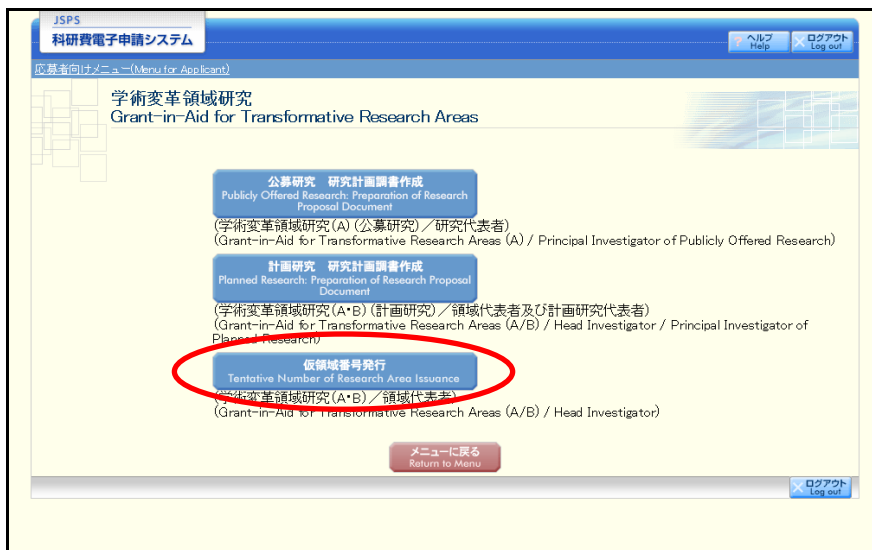 JSPS
科研費電子申請システム
ヘルプ
Help
ログアウト
Log out
応募者向けメニュー(Menu for Applicant)
学術変革領域研究
Grant-in-Aid for Transformative Research Areas
公募研究 研究計画調書作成
Publicly Offered Research: Preparation of Research
Proposal Document
(学術変革領域研究(A)(公募研究)／研究代表者)
(Grant-in-Aid for Transformative Research Areas (A) / Principal Investigator of Publicly Offered Research)
計画研究 研究計画調書作成
Planned Research: Preparation of Research Proposal
Document
(学術変革領域研究(A・B)(計画研究)／領域代表者及び計画研究代表者)
(Grant-in-Aid for Transformative Research Areas (A/B) / Head Investigator / Principal Investigator of
Planned Research)
仮領域番号発行
Tentative Number of Research Area Issuance
(学術変革領域研究(A・B)／領域代表者)
(Grant-in-Aid for Transformative Research Areas (A/B) / Head Investigator)
メニューに戻る
Return to Menu
ログアウト
Log out